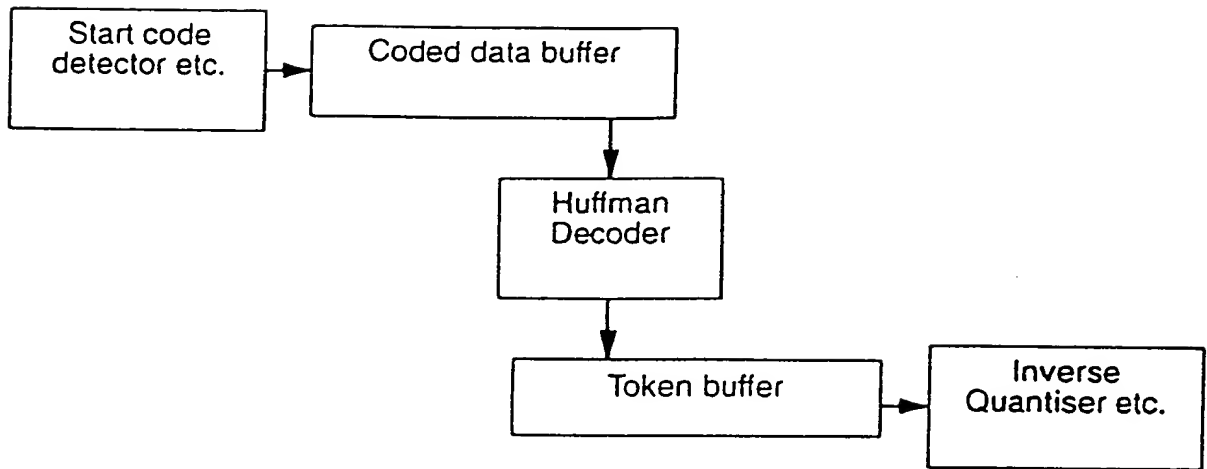 Start code
detector etc.
Coded data buffer
Huffman
Decoder
Token buffer
Inverse
Quantiser etc.